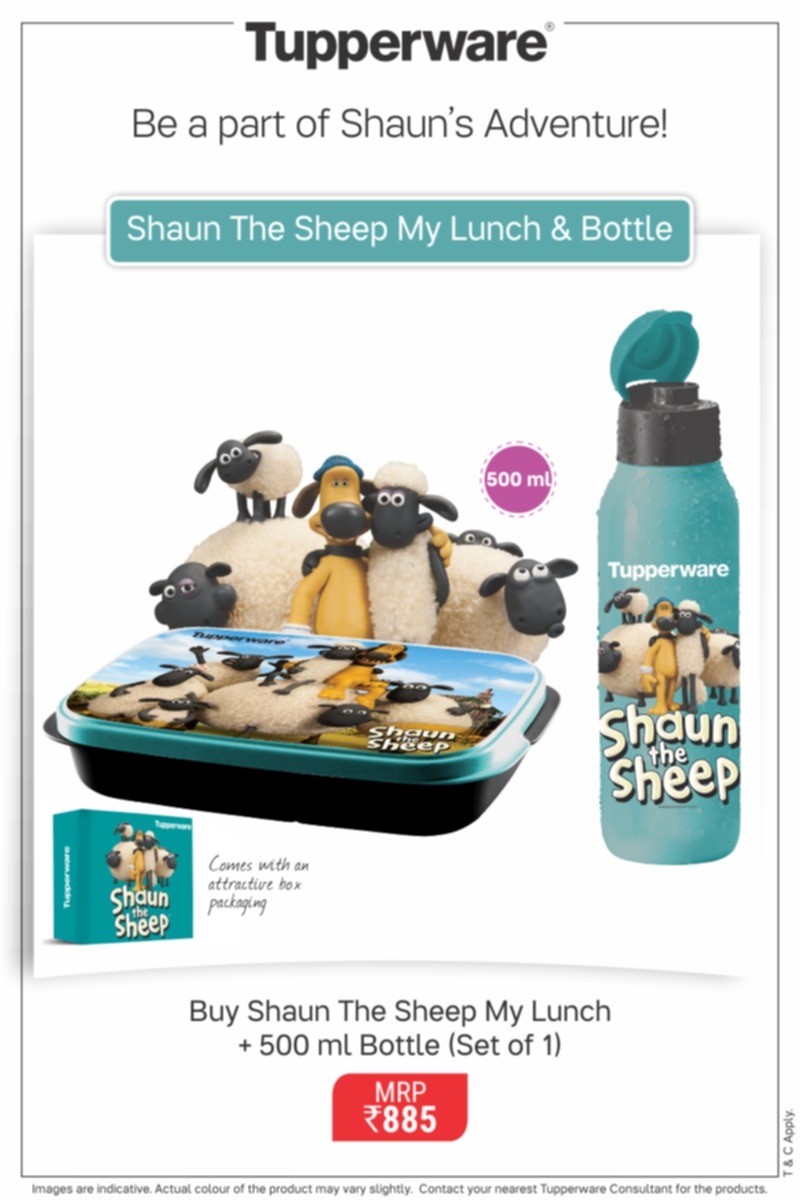 Tupperware®
Be a part of Shaun's Adventure!
Shaun The Sheep My Lunch & Bottle
500 ml
Tupperware
Shaun
the
Sheep
Tupperware
Shaun
the
Sheep
Tupperware
Tupperware
Shaun
the
Sheep
Comes with an
attractive box
packaging
Buy Shaun The Sheep My Lunch
+ 500 ml Bottle (Set of 1)
MRP
₹885
T & C Apply.
Images are indicative. Actual colour of the product may vary slightly. Contact your nearest Tupperware Consultant for the products.